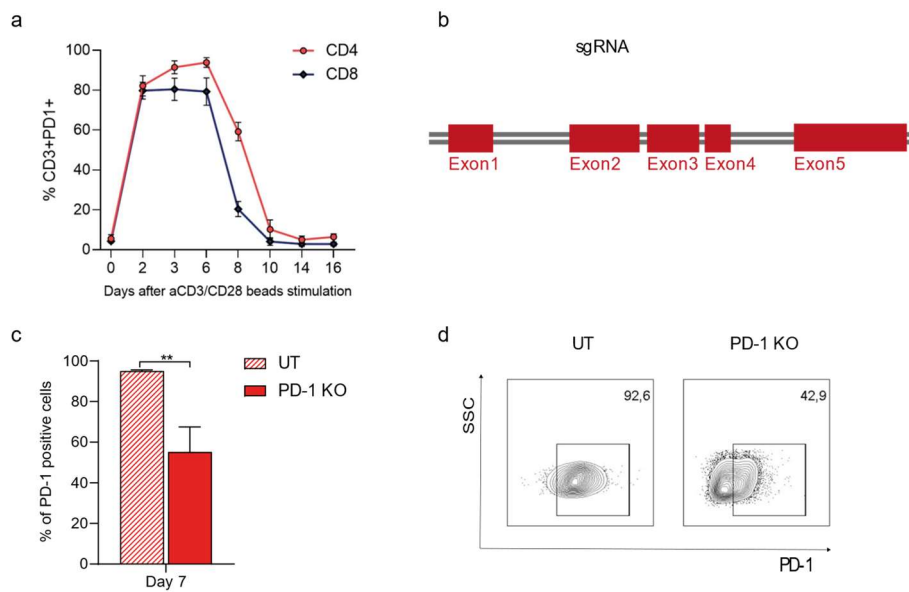 a
CD4
CD8
% CD3+PD1+
100
80
60
40
20
0
0 2 3 6 8 10 14 16
Days after aCD3/CD28 beads stimulation
b
sgRNA
Exon1 Exon2 Exon3 Exon4 Exon5
c
UT
PD-1 KO
**
% of PD-1 positive cells
100
80
60
40
20
0
Day 7
d
UT PD-1 KO
SSC
92,6 42,9
PD-1